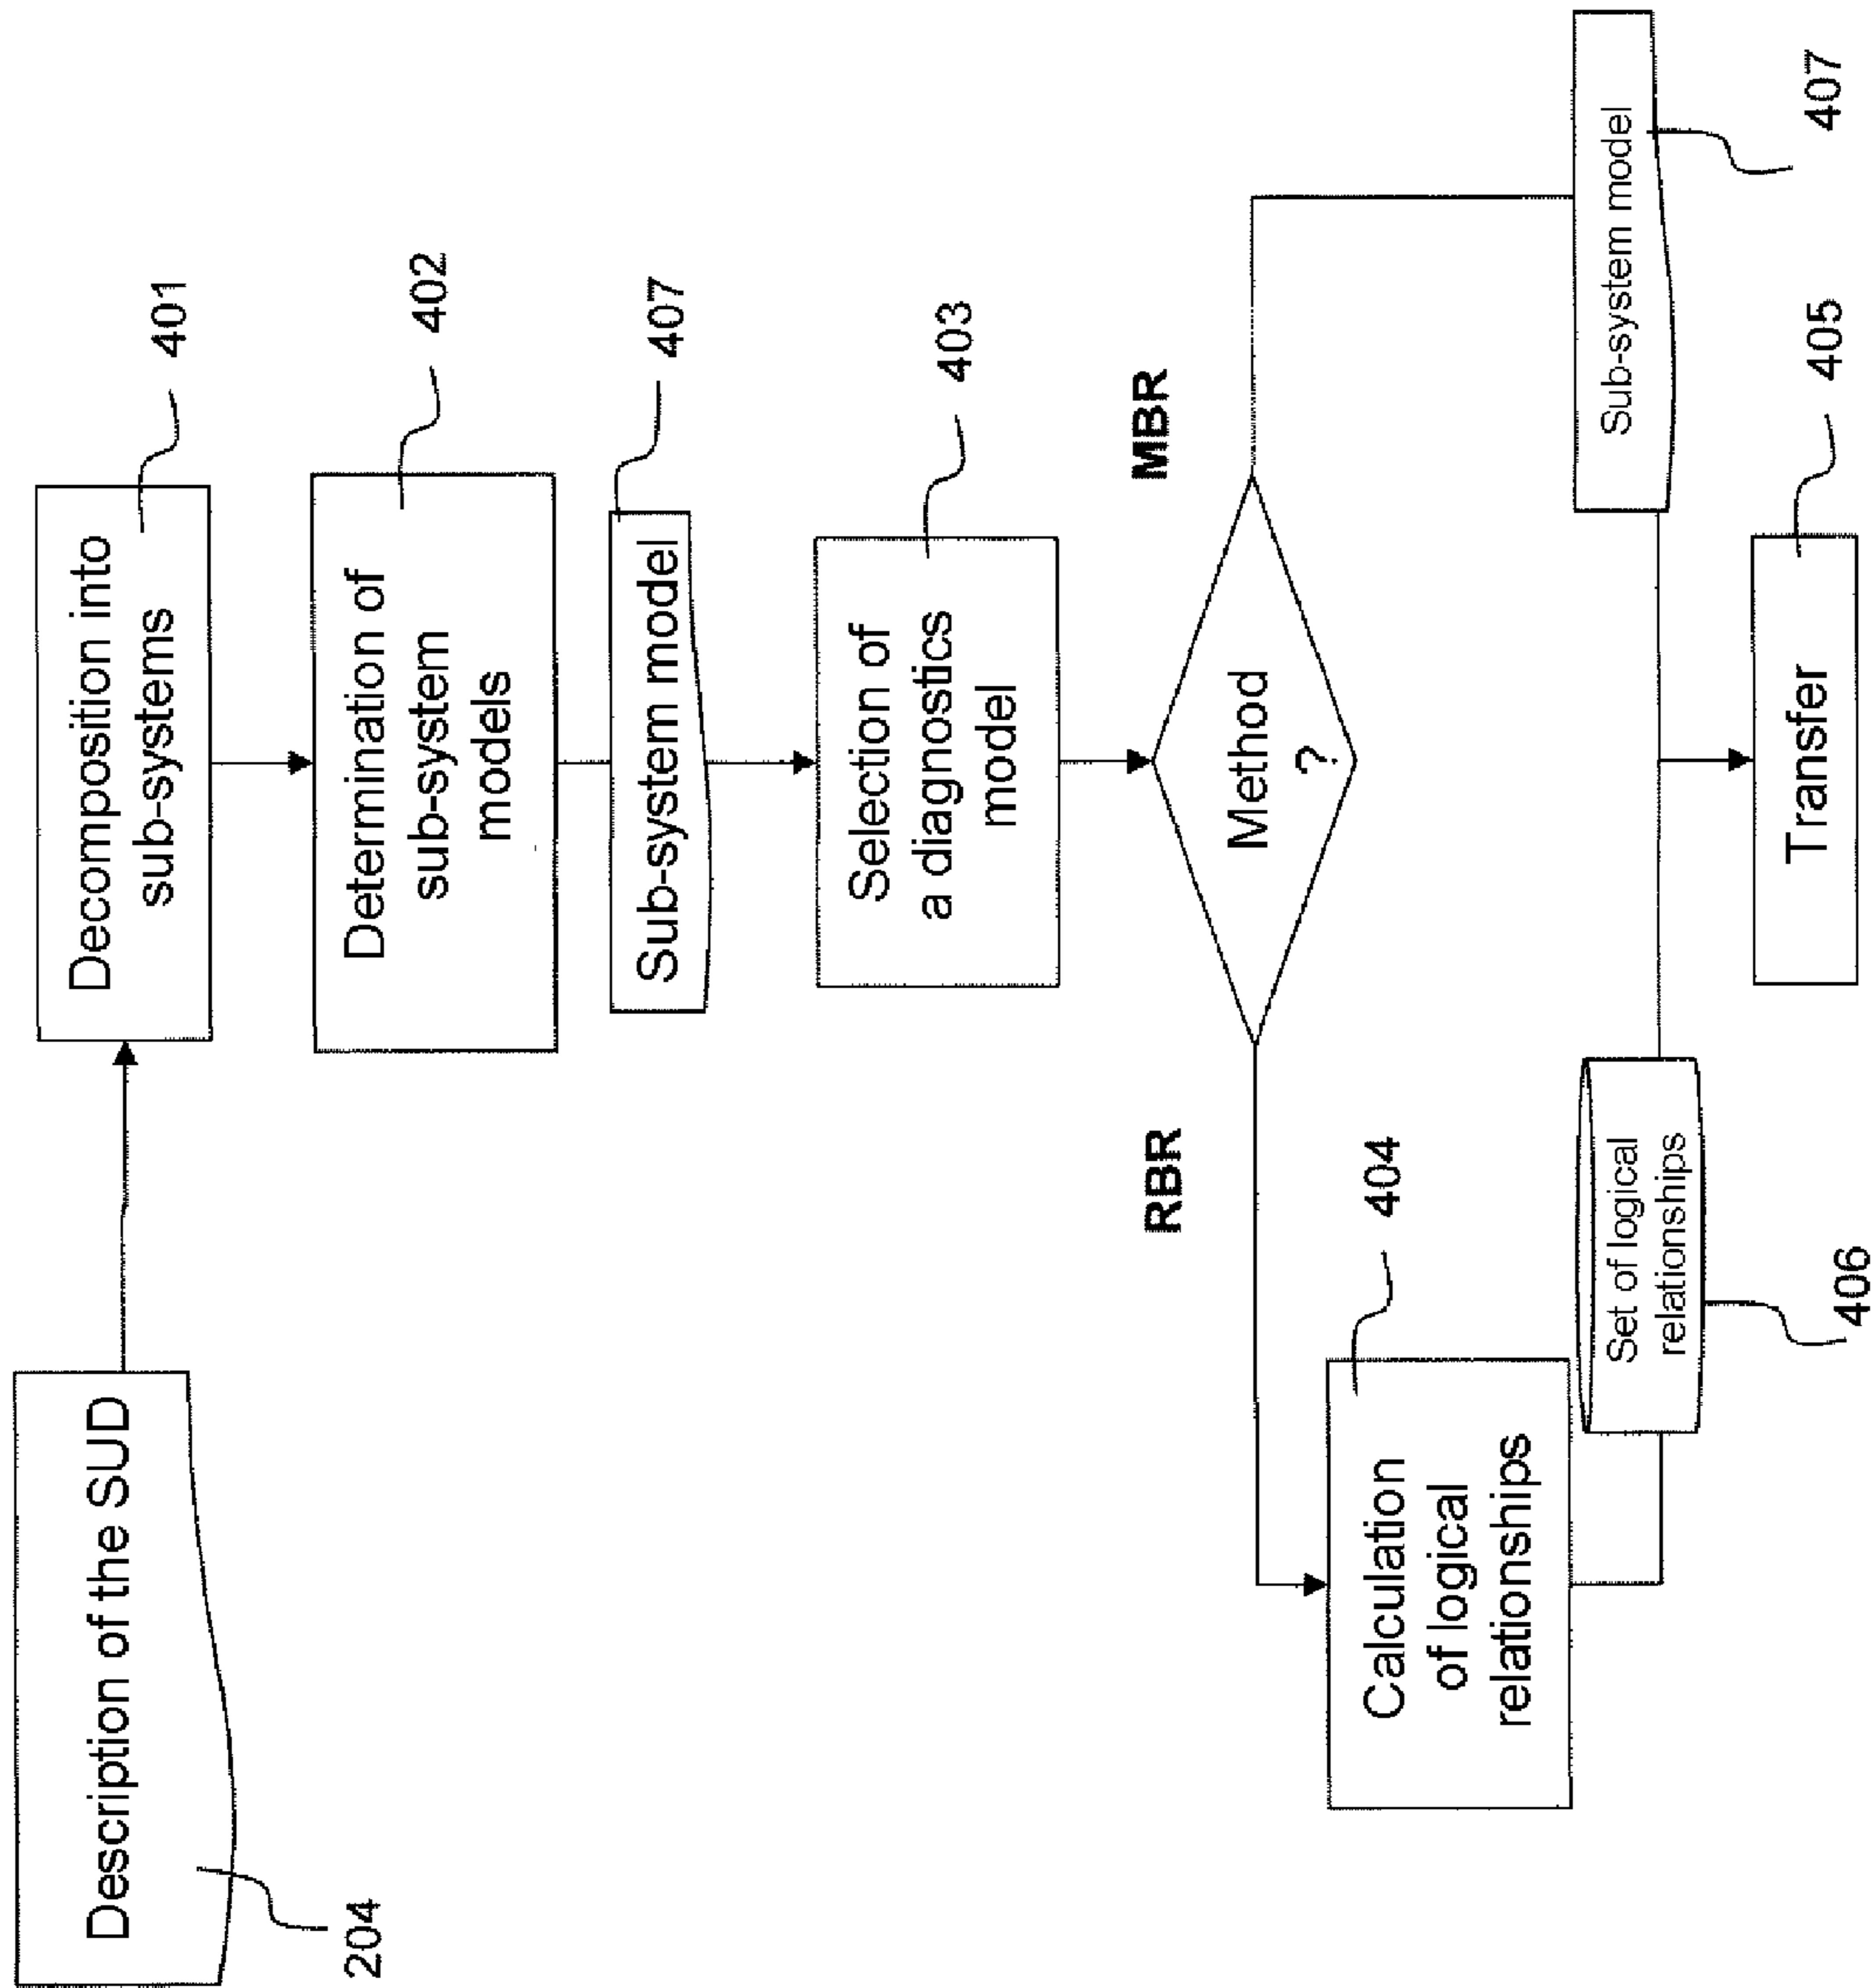 Description of the SUD
204
Decomposition into
sub-systems
401
Determination of
sub-system
models
402
Sub-system model
407
Selection of
a diagnostics
model
403
Method
?
RBR
MBR
Calculation
of logical
relationships
404
Set of logical
relationships
406
Sub-system model
407
Transfer
405